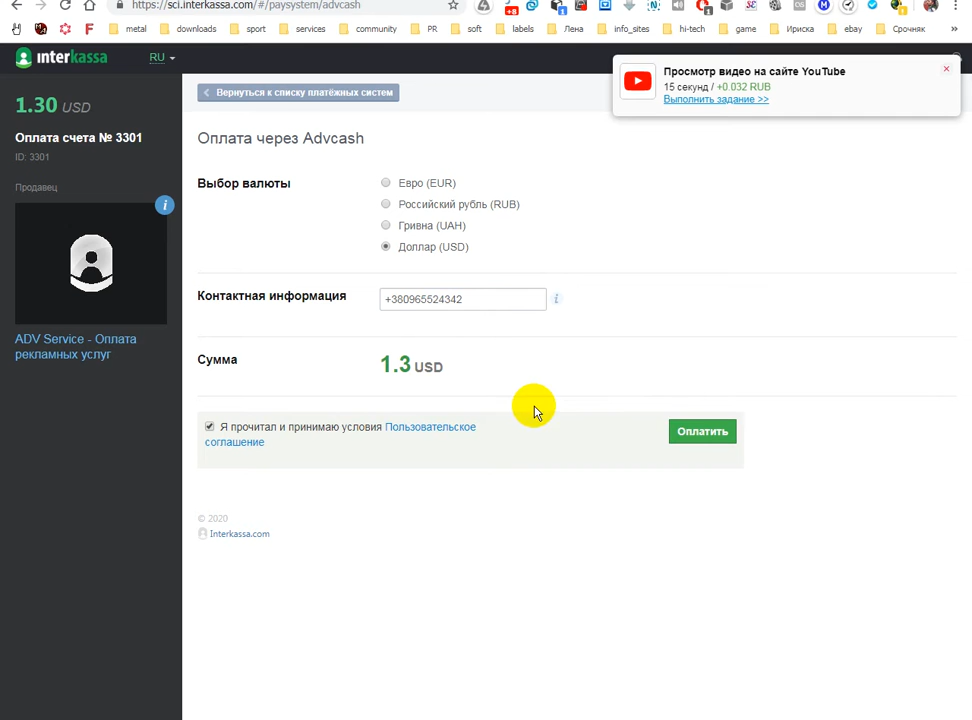 https://sci.interkassa.com/#/paysystem/advcash
metal downloads sport services community PR soft Лена labels info_sites hi-tech game Ириска ebay Срочняк »
interkassa RU
Просмотр видео на сайте YouTube
15 секунд / +0.032 RUB
Выполнить задание >>
1.30 USD
Оплата счета № 3301
ID: 3301
Продавец
ADV Service - Оплата
рекламных услуг
Вернуться к списку платёжных систем
Оплата через Advcash
Выбор валюты
Евро (EUR)
Российский рубль (RUB)
Гривна (UAH)
Доллар (USD)
Контактная информация
+380965524342
Сумма
1.3 USD
Я прочитал и принимаю условия Пользовательское
соглашение
Оплатить
© 2020
Interkassa.com